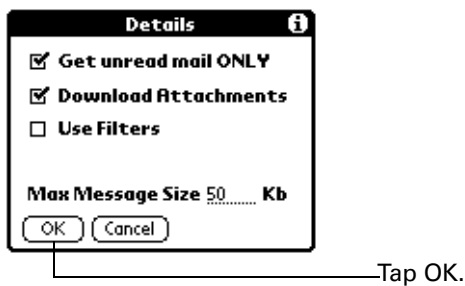 Details i
Get unread mail ONLY
Download Attachments
Use Filters
Max Message Size 50 Kb
OK Cancel
Tap OK.